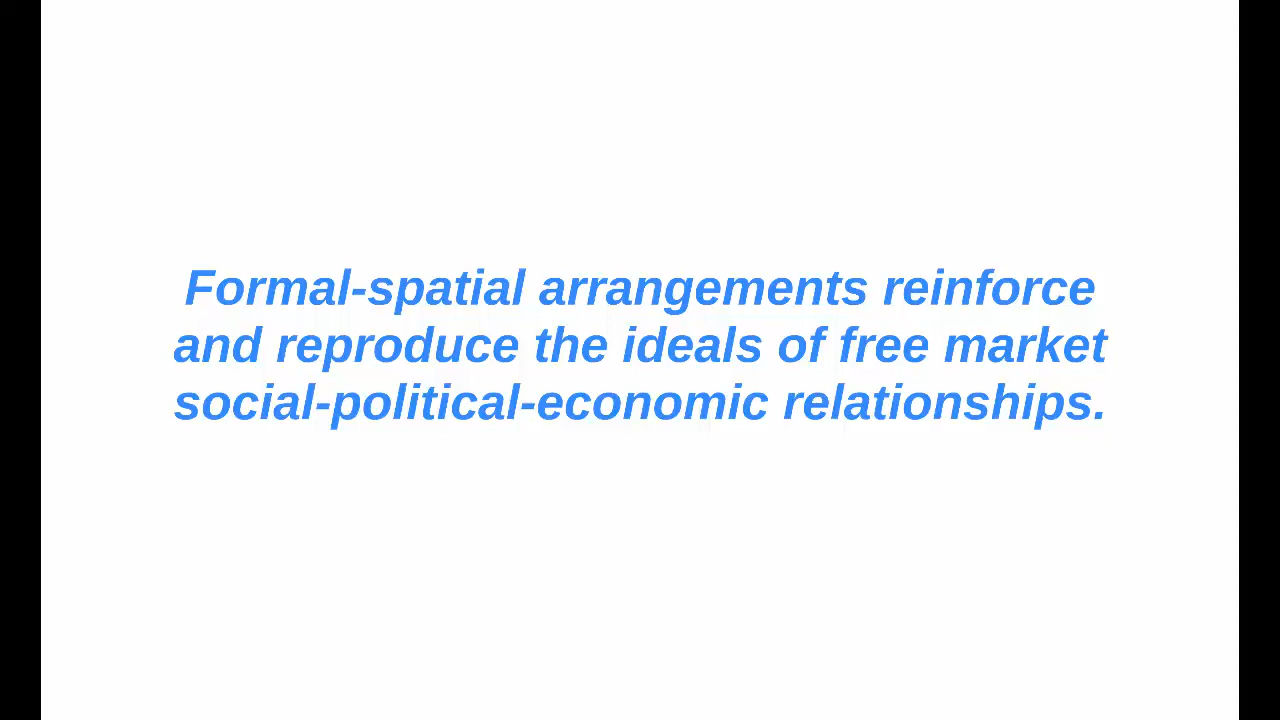 Formal-spatial arrangements reinforce
and reproduce the ideals of free market
social-political-economic relationships.